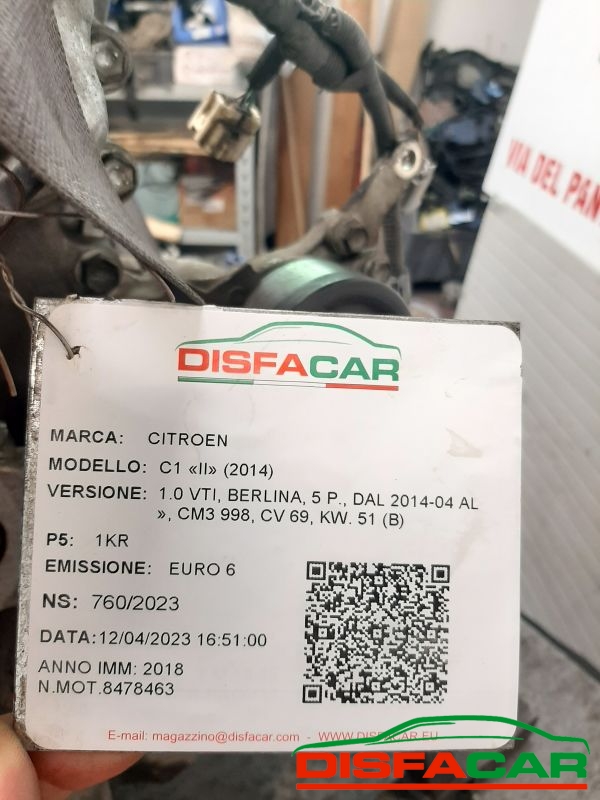 VIA DEL PAN
DISFACAR
MARCA: CITROEN
MODELLO: C1 «II» (2014)
VERSIONE: 1.0 VTI, BERLINA, 5 P., DAL 2014-04 AL
», CM3 998, CV 69, KW. 51 (B)
P5: 1KR
EMISSIONE: EURO 6
NS: 760/2023
DATA:12/04/2023 16:51:00
ANNO IMM: 2018
N.MOT.8478463
E-mail: magazzino@disfacar.com - WWW.DISFACAR.EU
DISFACAR